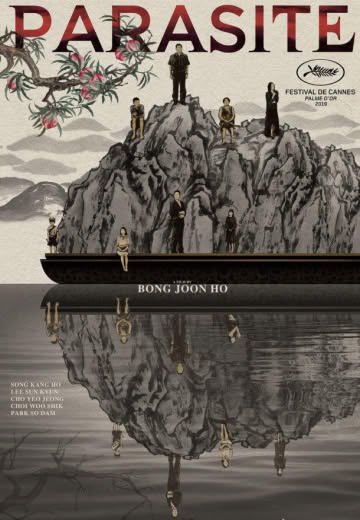 PARASITE
FESTIVAL DE CANNES
PALME D'OR
2019
A FILM BY
BONG JOON HO
SONG KANG HO
LEE SUN KYUN
CHO YEO JEONG
CHOI WOO SHIK
PARK SO DAM